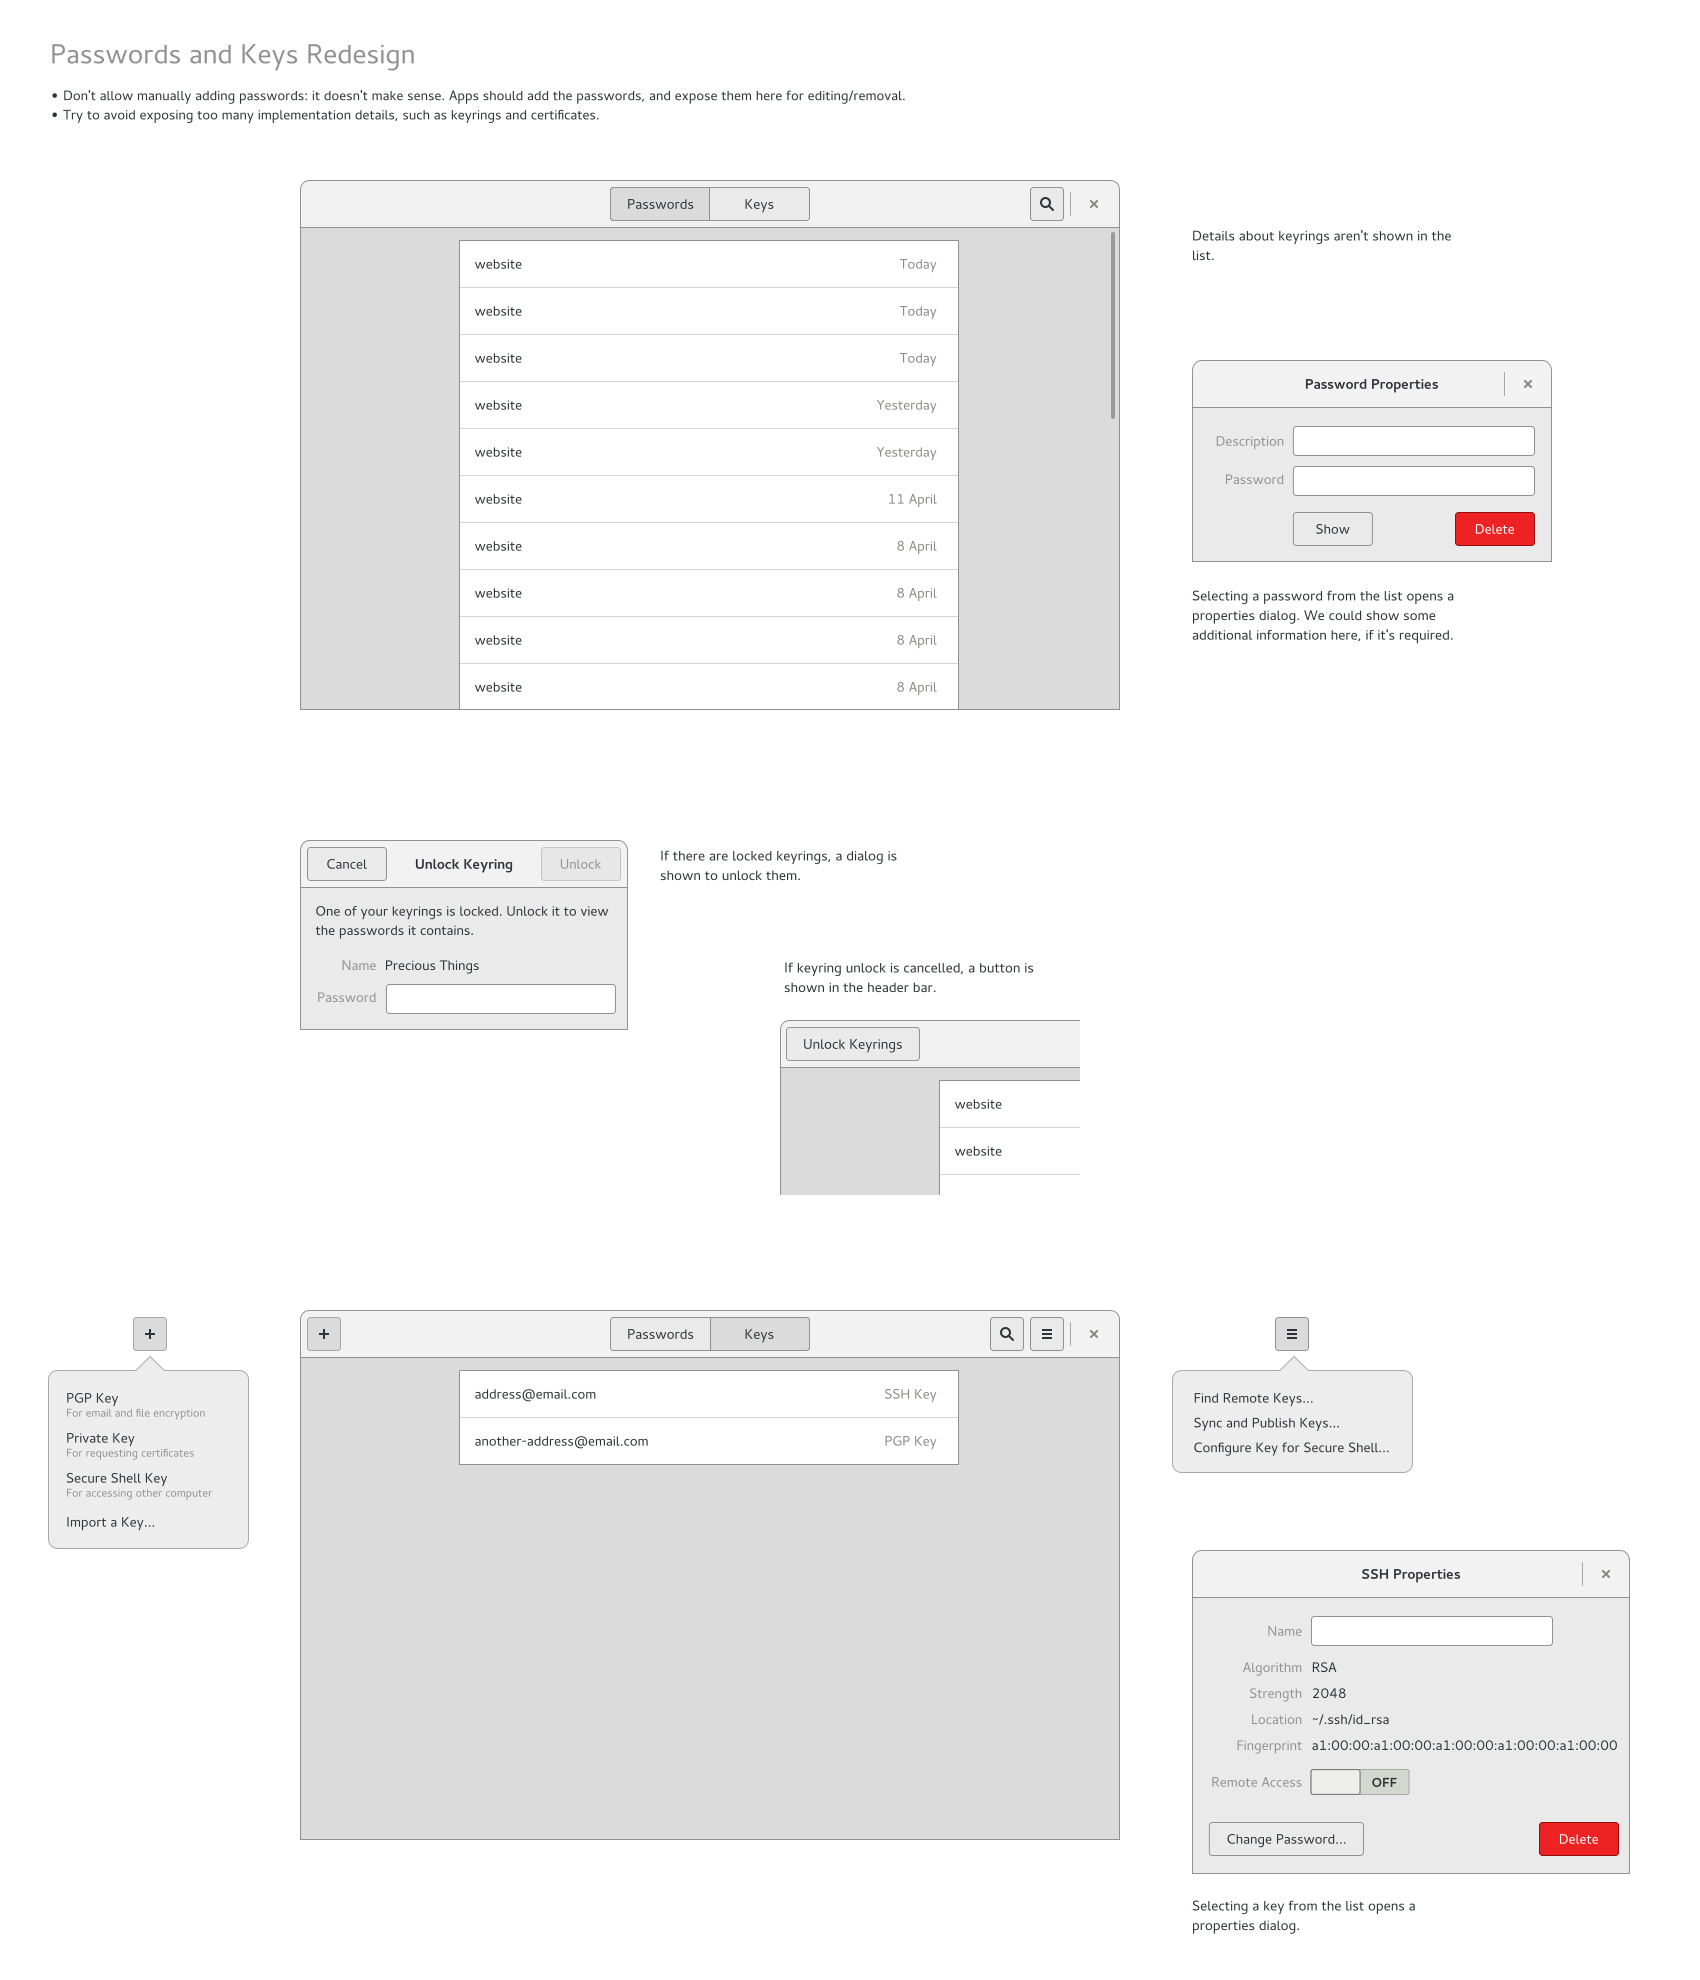 Passwords and Keys Redesign
• Don't allow manually adding passwords: it doesn't make sense. Apps should add the passwords, and expose them here for editing/removal.
• Try to avoid exposing too many implementation details, such as keyrings and certificates.
Passwords Keys
website Today
website Today
website Today
website Yesterday
website Yesterday
website 11 April
website 8 April
website 8 April
website 8 April
website 8 April
Details about keyrings aren't shown in the
list.
Password Properties
Description
Password
Show Delete
Selecting a password from the list opens a
properties dialog. We could show some
additional information here, if it's required.
Cancel Unlock Keyring Unlock
One of your keyrings is locked. Unlock it to view
the passwords it contains.
Name Precious Things
Password
If there are locked keyrings, a dialog is
shown to unlock them.
If keyring unlock is cancelled, a button is
shown in the header bar.
Unlock Keyrings
website
website
PGP Key
For email and file encryption
Private Key
For requesting certificates
Secure Shell Key
For accessing other computer
Import a Key...
Passwords Keys
address@email.com SSH Key
another-address@email.com PGP Key
Find Remote Keys...
Sync and Publish Keys...
Configure Key for Secure Shell...
SSH Properties
Name
Algorithm RSA
Strength 2048
Location ~/.ssh/id_rsa
Fingerprint a1:00:00:a1:00:00:a1:00:00:a1:00:00:a1:00:00
Remote Access OFF
Change Password... Delete
Selecting a key from the list opens a
properties dialog.